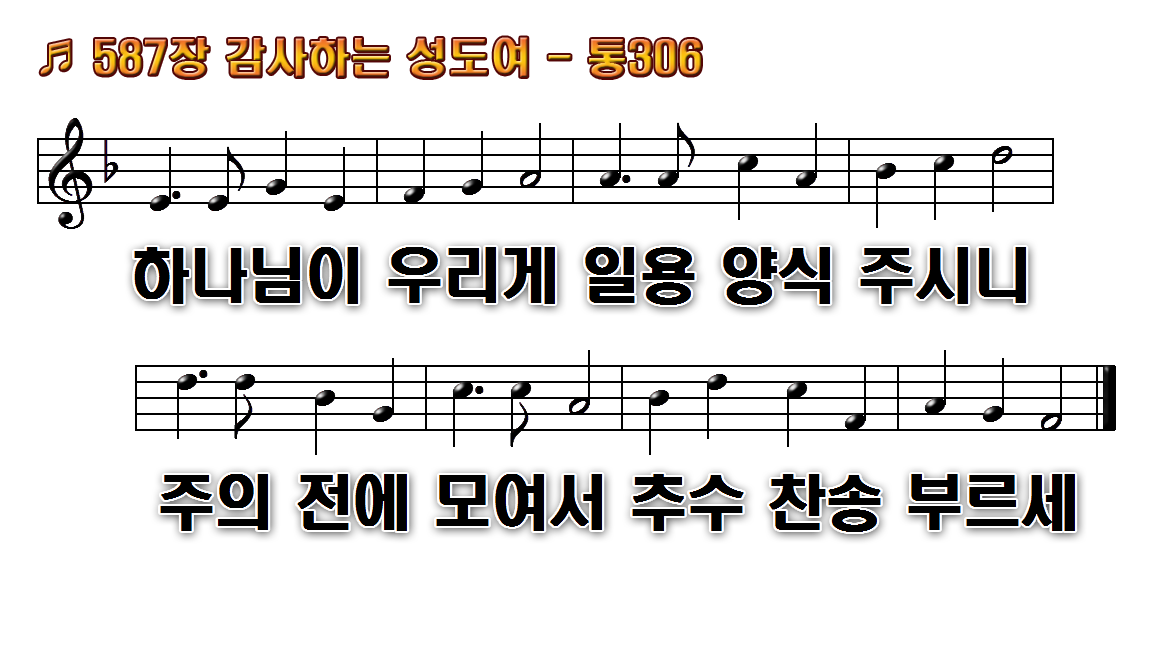 587장 감사하는 성도여 - 통306
하나님이 우리게 일용 양식 주시니
주의 전에 모여서 추수 찬송 부르세